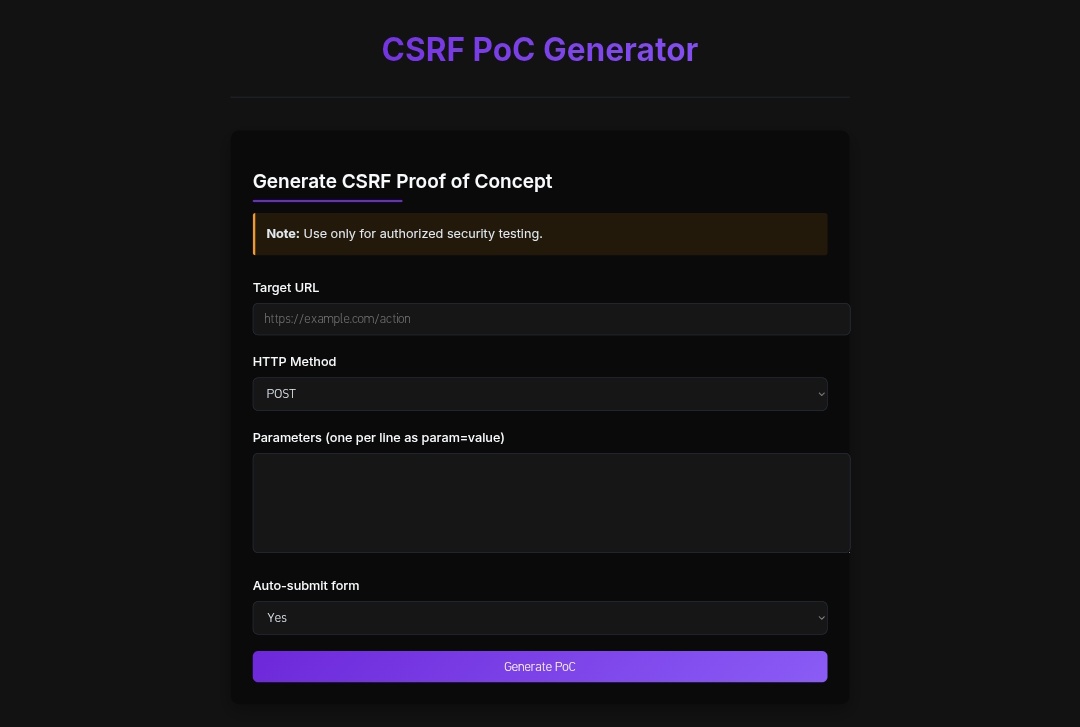 CSRF PoC Generator
Generate CSRF Proof of Concept
Note: Use only for authorized security testing.
Target URL
https://example.com/action
HTTP Method
POST
Parameters (one per line as param=value)
Auto-submit form
Yes
Generate PoC